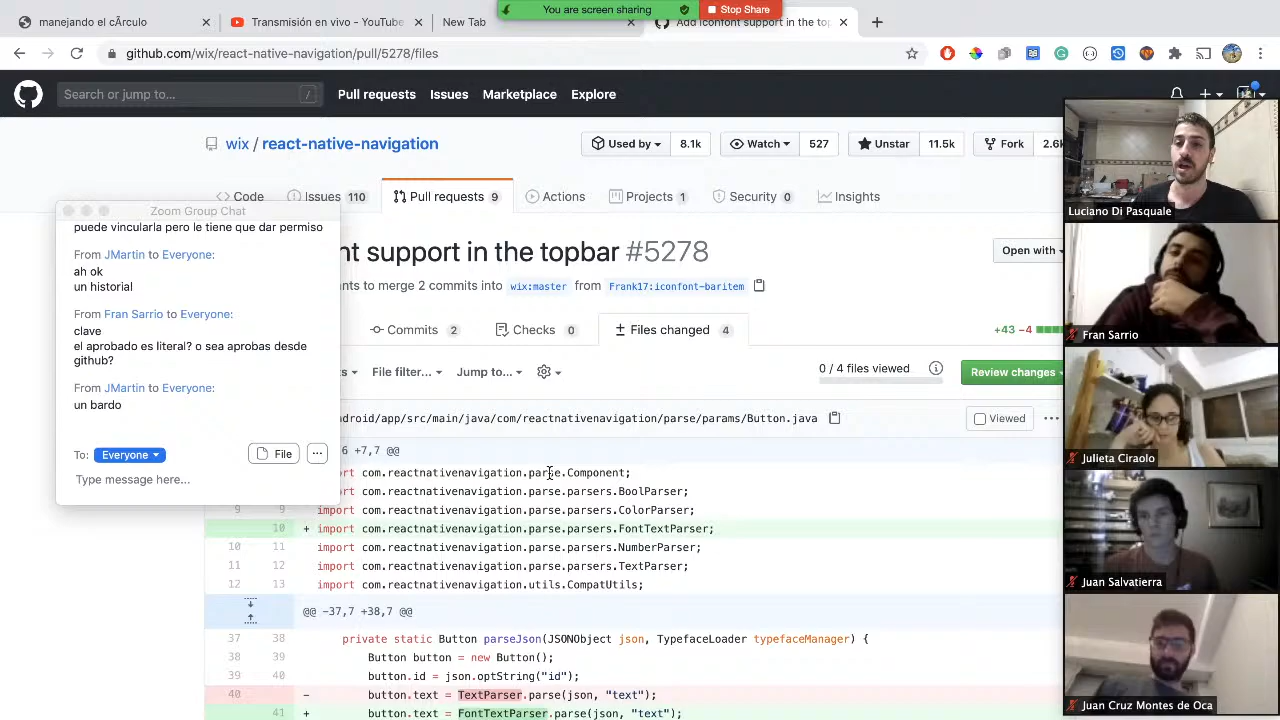 manejando el cÃrculo
Transmisión en vivo - YouTube
New Tab
Add iconfont support in the top
You are screen sharing
Stop Share
github.com/wix/react-native-navigation/pull/5278/files
Search or jump to...
/
Pull requests
Issues
Marketplace
Explore
wix / react-native-navigation
Used by
8.1k
Watch
527
Unstar
11.5k
Fork
2.6k
Code
Issues 110
Pull requests 9
Actions
Projects 1
Security 0
Insights
nt support in the topbar #5278
Open with
ants to merge 2 commits into wix:master from Frank17:iconfont-baritem
Commits 2
Checks 0
Files changed 4
+43 −4
File filter...
Jump to...
0 / 4 files viewed
Review changes
ndroid/app/src/main/java/com/reactnativenavigation/parse/params/Button.java
Viewed
6 +7,7 @@
port com.reactnativenavigation.parse.Component;
import com.reactnativenavigation.parse.parsers.BoolParser;
9 9 import com.reactnativenavigation.parse.parsers.ColorParser;
10 + import com.reactnativenavigation.parse.parsers.FontTextParser;
10 11 import com.reactnativenavigation.parse.parsers.NumberParser;
11 12 import com.reactnativenavigation.parse.parsers.TextParser;
12 13 import com.reactnativenavigation.utils.CompatUtils;
@@ -37,7 +38,7 @@
37 38 private static Button parseJson(JSONObject json, TypefaceLoader typefaceManager) {
38 39 Button button = new Button();
39 40 button.id = json.optString("id");
40 - button.text = TextParser.parse(json, "text");
41 + button.text = FontTextParser.parse(json, "text");
Zoom Group Chat
puede vincularla pero le tiene que dar permiso
From JMartin to Everyone:
ah ok
un historial
From Fran Sarrio to Everyone:
clave
el aprobado es literal? o sea aprobas desde
github?
From JMartin to Everyone:
un bardo
To: Everyone
File
Type message here...
Luciano Di Pasquale
Fran Sarrio
Julieta Ciraolo
Juan Salvatierra
Juan Cruz Montes de Oca